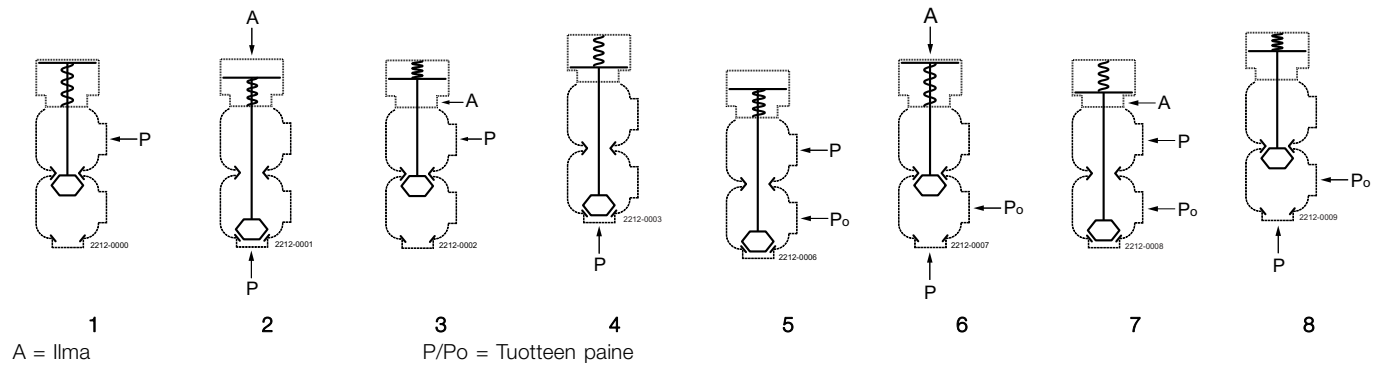 A A
P P A P 2212-0000 2212-0001 2212-0002 2212-0003 P
P Po 2212-0006 A Po 2212-0007 P A P Po 2212-0008 Po 2212-0009 P
1 2 3 4 5 6 7 8
A = Ilma P/Po = Tuotteen paine